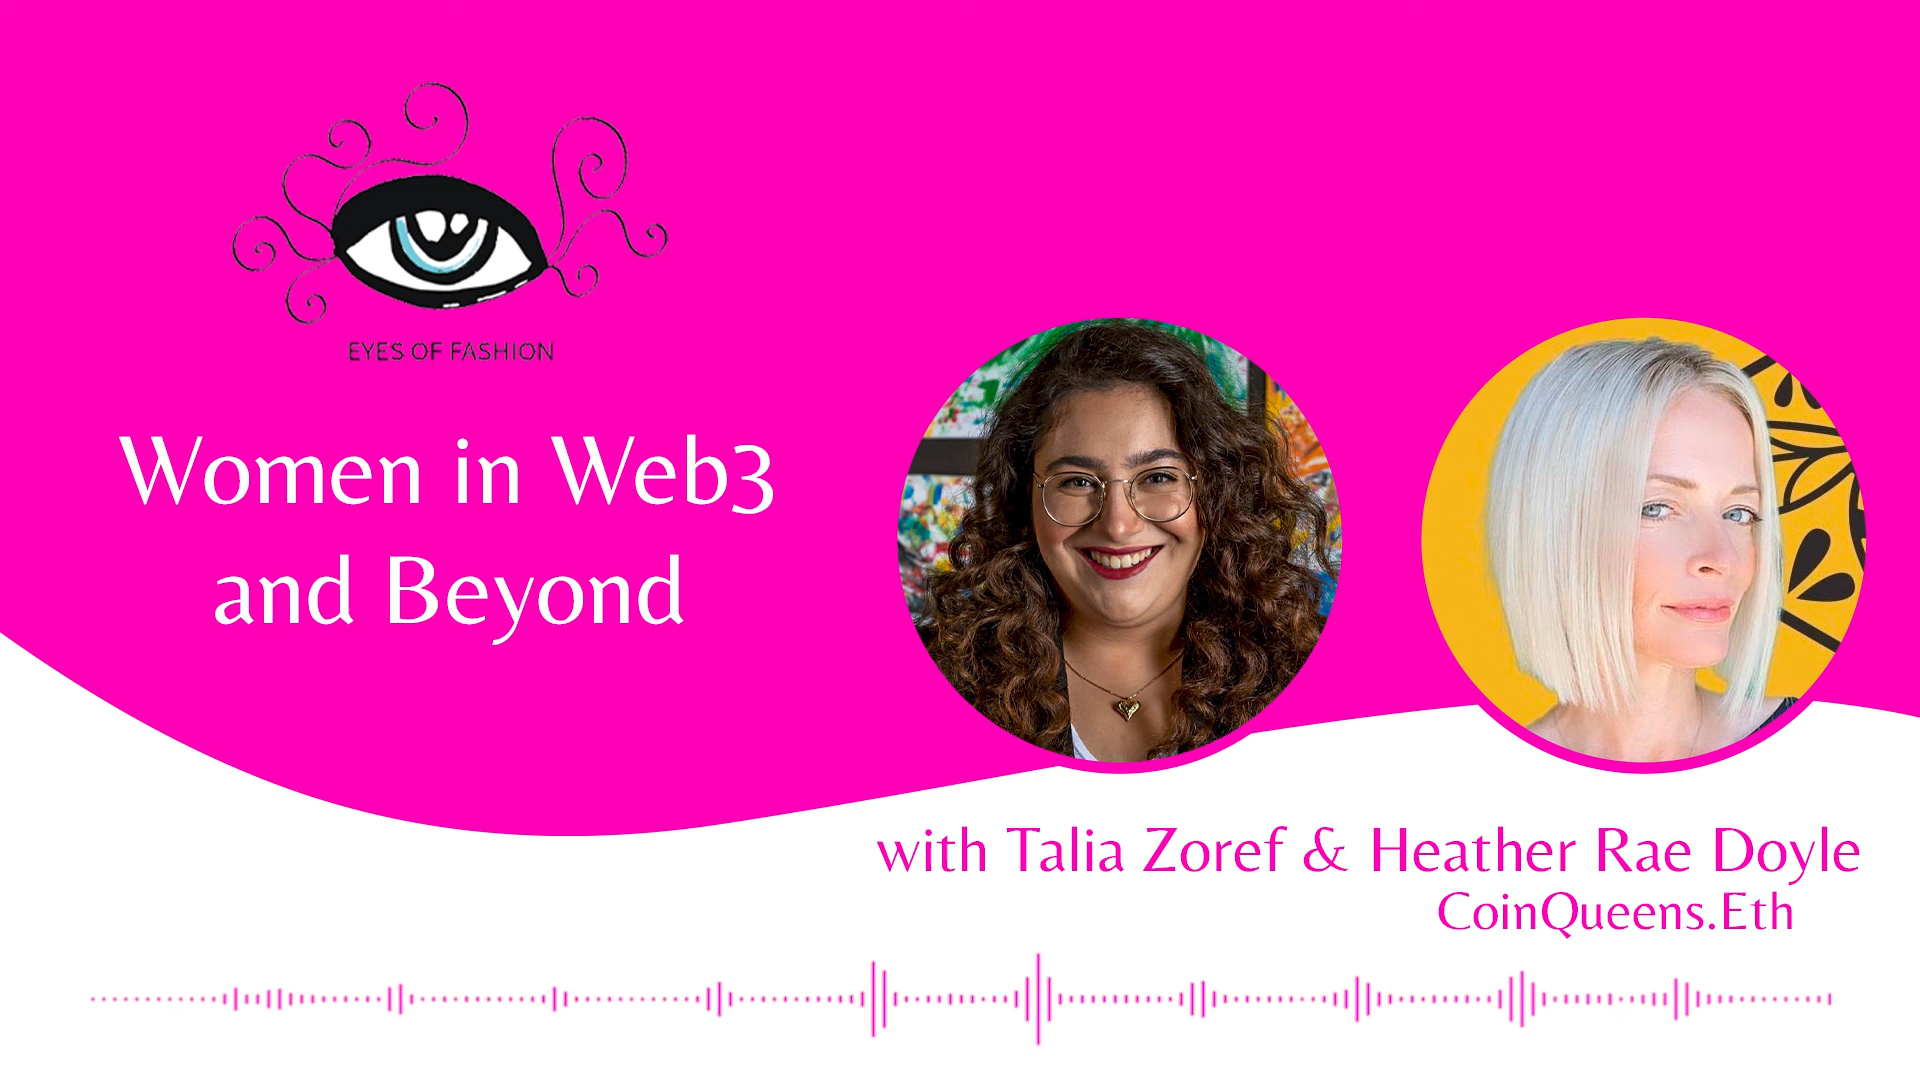 EYES OF FASHION
Women in Web3
and Beyond
with Talia Zoref & Heather Rae Doyle
CoinQueens.Eth